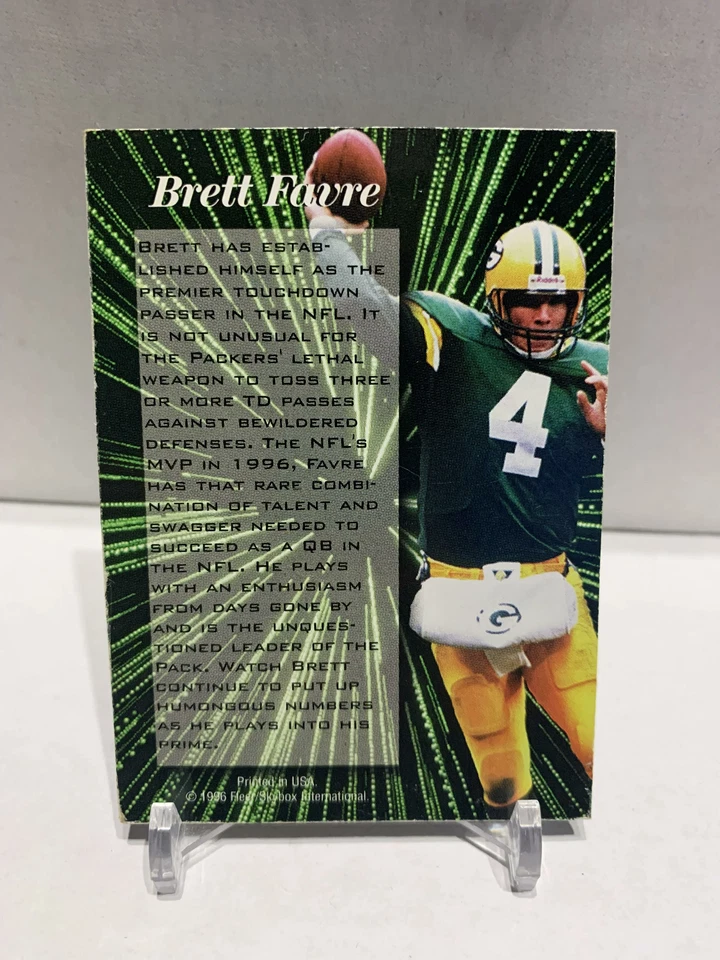 Brett Favre
BRETT HAS ESTAB-
LISHED HIMSELF AS THE
PREMIER TOUCHDOWN
PASSER IN THE NFL. IT
IS NOT UNUSUAL FOR
THE PACKERS' LETHAL
WEAPON TO TOSS THREE
OR MORE TD PASSES
AGAINST BEWILDERED
DEFENSES. THE NFL'S
MVP IN 1996, FAVRE
HAS THAT RARE COMBI-
NATION OF TALENT AND
SWAGGER NEEDED TO
SUCCEED AS A QB IN
THE NFL. HE PLAYS
WITH AN ENTHUSIASM
FROM DAYS GONE BY
AND IS THE UNQUES-
TIONED LEADER OF THE
PACK. WATCH BRETT
CONTINUE TO PUT UP
HUMONGOUS NUMBERS
AS HE PLAYS INTO HIS
PRIME.
Printed in USA.
© 1996 Fleer/Skybox International.
Riddell
G
4
G